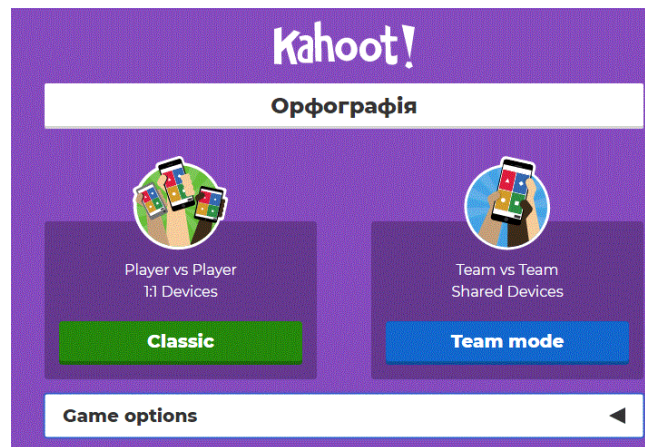 Kahoot!
Орфографія
Player vs Player
1:1 Devices
Classic
Team vs Team
Shared Devices
Team mode
Game options